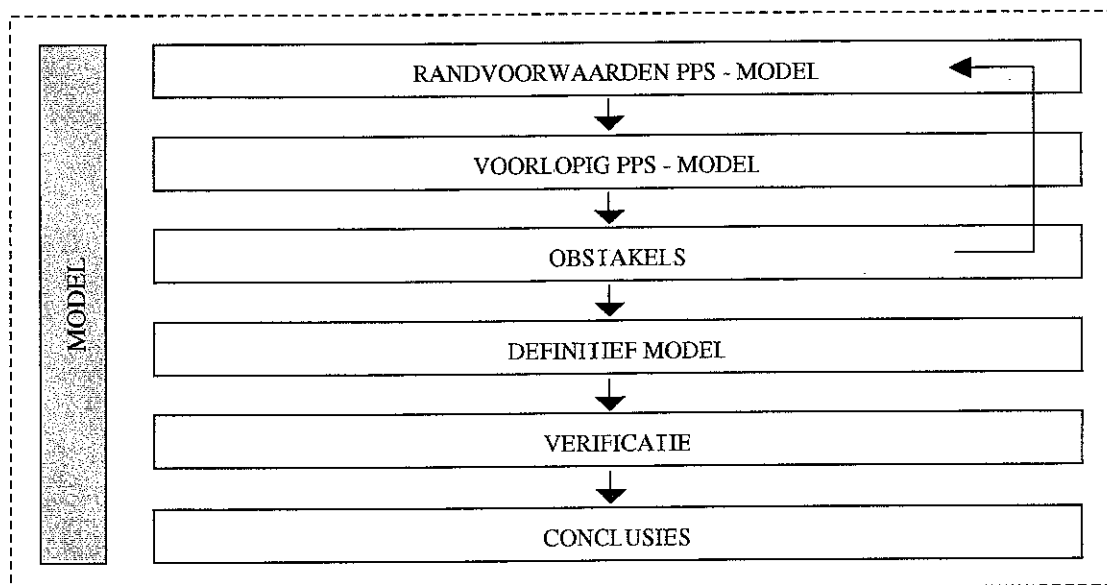 MODEL
RANDVOORWAARDEN PPS - MODEL
VOORLOPIG PPS - MODEL
OBSTAKELS
DEFINITIEF MODEL
VERIFICATIE
CONCLUSIES